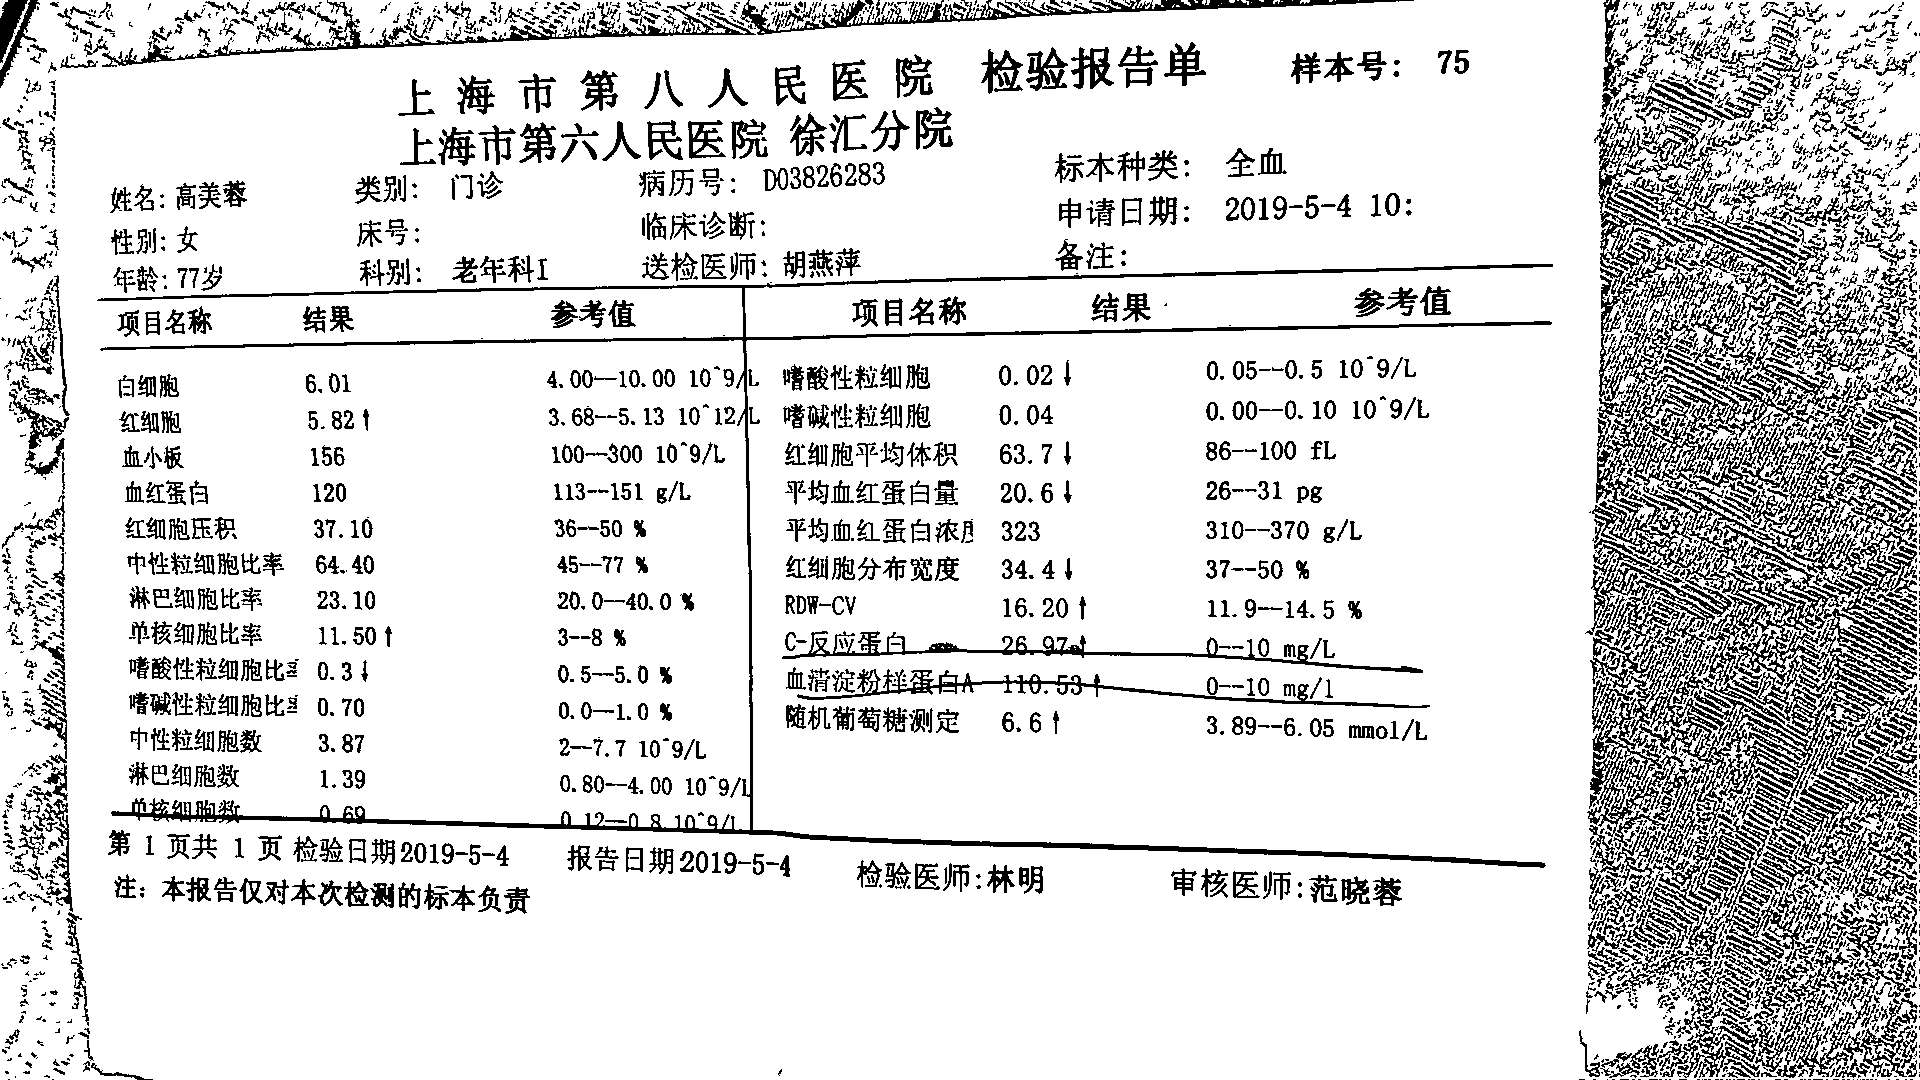 上海市第八人民医院 检验报告单 样本号: 75
上海市第六人民医院 徐汇分院
姓名:高美蓉 类别: 门诊 病历号: D03826283 标本种类: 全血
性别:女 床号: 临床诊断: 申请日期: 2019-5-4 10:
年龄:77岁 科别: 老年科I 送检医师:胡燕萍 备注:
项目名称 结果 参考值 项目名称 结果 参考值
白细胞 6.01 4.00--10.00 10^9/L 嗜酸性粒细胞 0.02↓ 0.05--0.5 10^9/L
红细胞 5.82↑ 3.68--5.13 10^12/L 嗜碱性粒细胞 0.04 0.00--0.10 10^9/L
血小板 156 100--300 10^9/L 红细胞平均体积 63.7↓ 86--100 fL
血红蛋白 120 113--151 g/L 平均血红蛋白量 20.6↓ 26--31 pg
红细胞压积 37.10 36--50 % 平均血红蛋白浓度 323 310--370 g/L
中性粒细胞比率 64.40 45--77 % 红细胞分布宽度 34.4↓ 37--50 %
淋巴细胞比率 23.10 20.0--40.0 % RDW-CV 16.20↑ 11.9--14.5 %
单核细胞比率 11.50↑ 3--8 % C-反应蛋白 26.97↑ 0--10 mg/L
嗜酸性粒细胞比率 0.3↓ 0.5--5.0 % 血清淀粉样蛋白A 110.53↑ 0--10 mg/l
嗜碱性粒细胞比率 0.70 0.0--1.0 % 随机葡萄糖测定 6.6↑ 3.89--6.05 mmol/L
中性粒细胞数 3.87 2--7.7 10^9/L
淋巴细胞数 1.39 0.80--4.00 10^9/L
单核细胞数 0.69 0.12--0.8 10^9/L
第 1 页共 1 页 检验日期2019-5-4 报告日期2019-5-4 检验医师:林明 审核医师:范晓蓉
注: 本报告仅对本次检测的标本负责